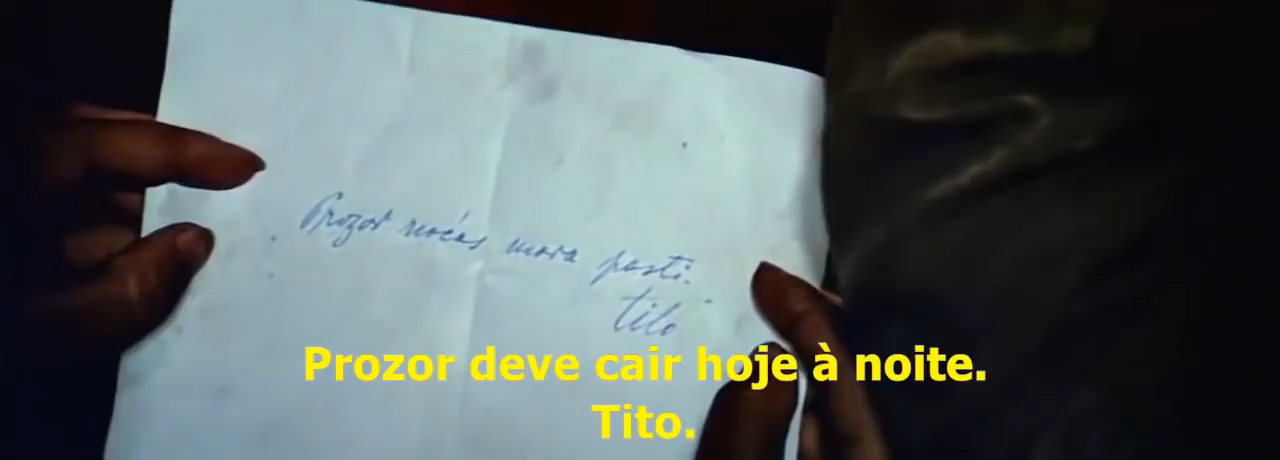 Prozor noćas mora pasti.
Tito
Prozor deve cair hoje à noite.
Tito.